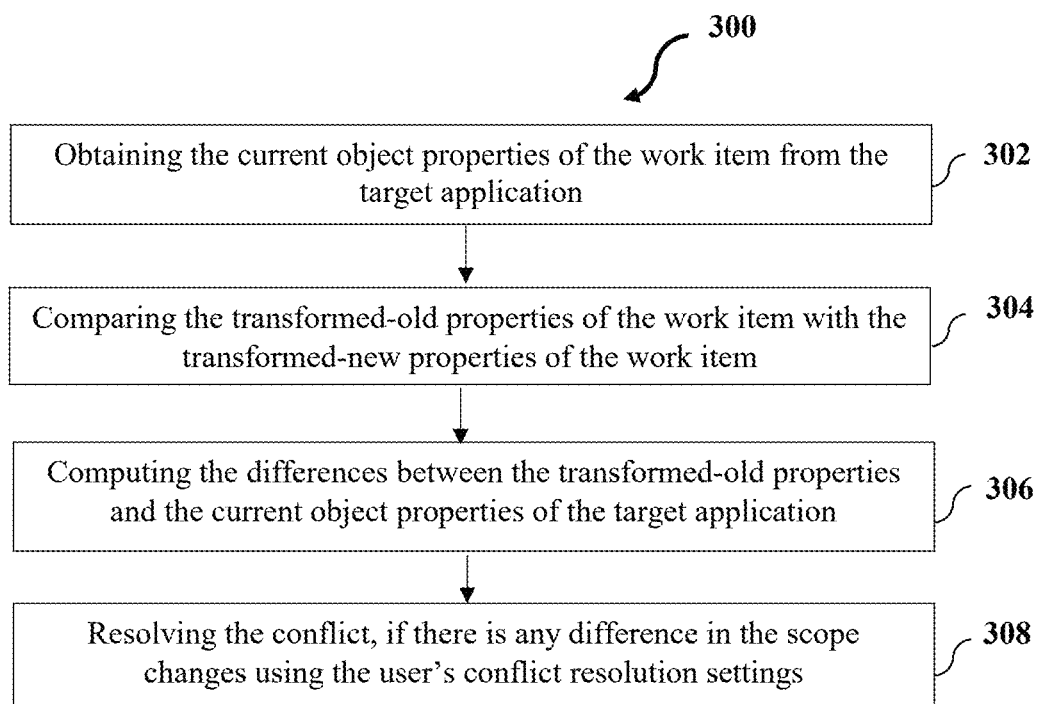 300
Obtaining the current object properties of the work item from the
target application
302
Comparing the transformed-old properties of the work item with the
transformed-new properties of the work item
304
Computing the differences between the transformed-old properties
and the current object properties of the target application
306
Resolving the conflict, if there is any difference in the scope
changes using the user's conflict resolution settings
308